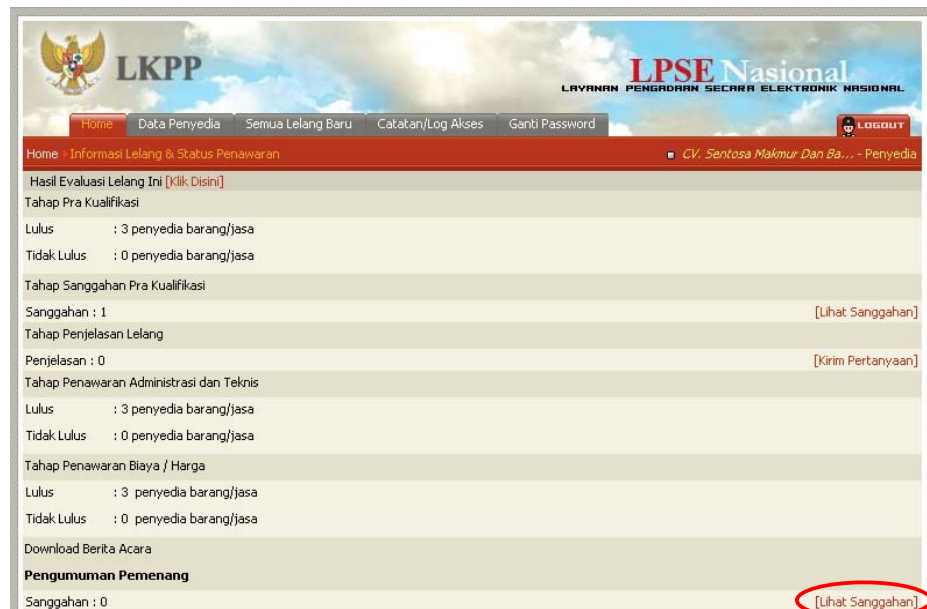 LKPP
LPSE Nasional
LAYANAN PENGADAAN SECARA ELEKTRONIK NASIONAL
Home Data Penyedia Semua Lelang Baru Catatan/Log Akses Ganti Password LOGOUT
Home Informasi Lelang & Status Penawaran CV. Sentosa Makmur Dan Ba... - Penyedia
Hasil Evaluasi Lelang Ini [Klik Disini]
Tahap Pra Kualifikasi
Lulus : 3 penyedia barang/jasa
Tidak Lulus : 0 penyedia barang/jasa
Tahap Sanggahan Pra Kualifikasi
Sanggahan : 1 [Lihat Sanggahan]
Tahap Penjelasan Lelang
Penjelasan : 0 [Kirim Pertanyaan]
Tahap Penawaran Administrasi dan Teknis
Lulus : 3 penyedia barang/jasa
Tidak Lulus : 0 penyedia barang/jasa
Tahap Penawaran Biaya / Harga
Lulus : 3 penyedia barang/jasa
Tidak Lulus : 0 penyedia barang/jasa
Download Berita Acara
Pengumuman Pemenang
Sanggahan : 0 [Lihat Sanggahan]